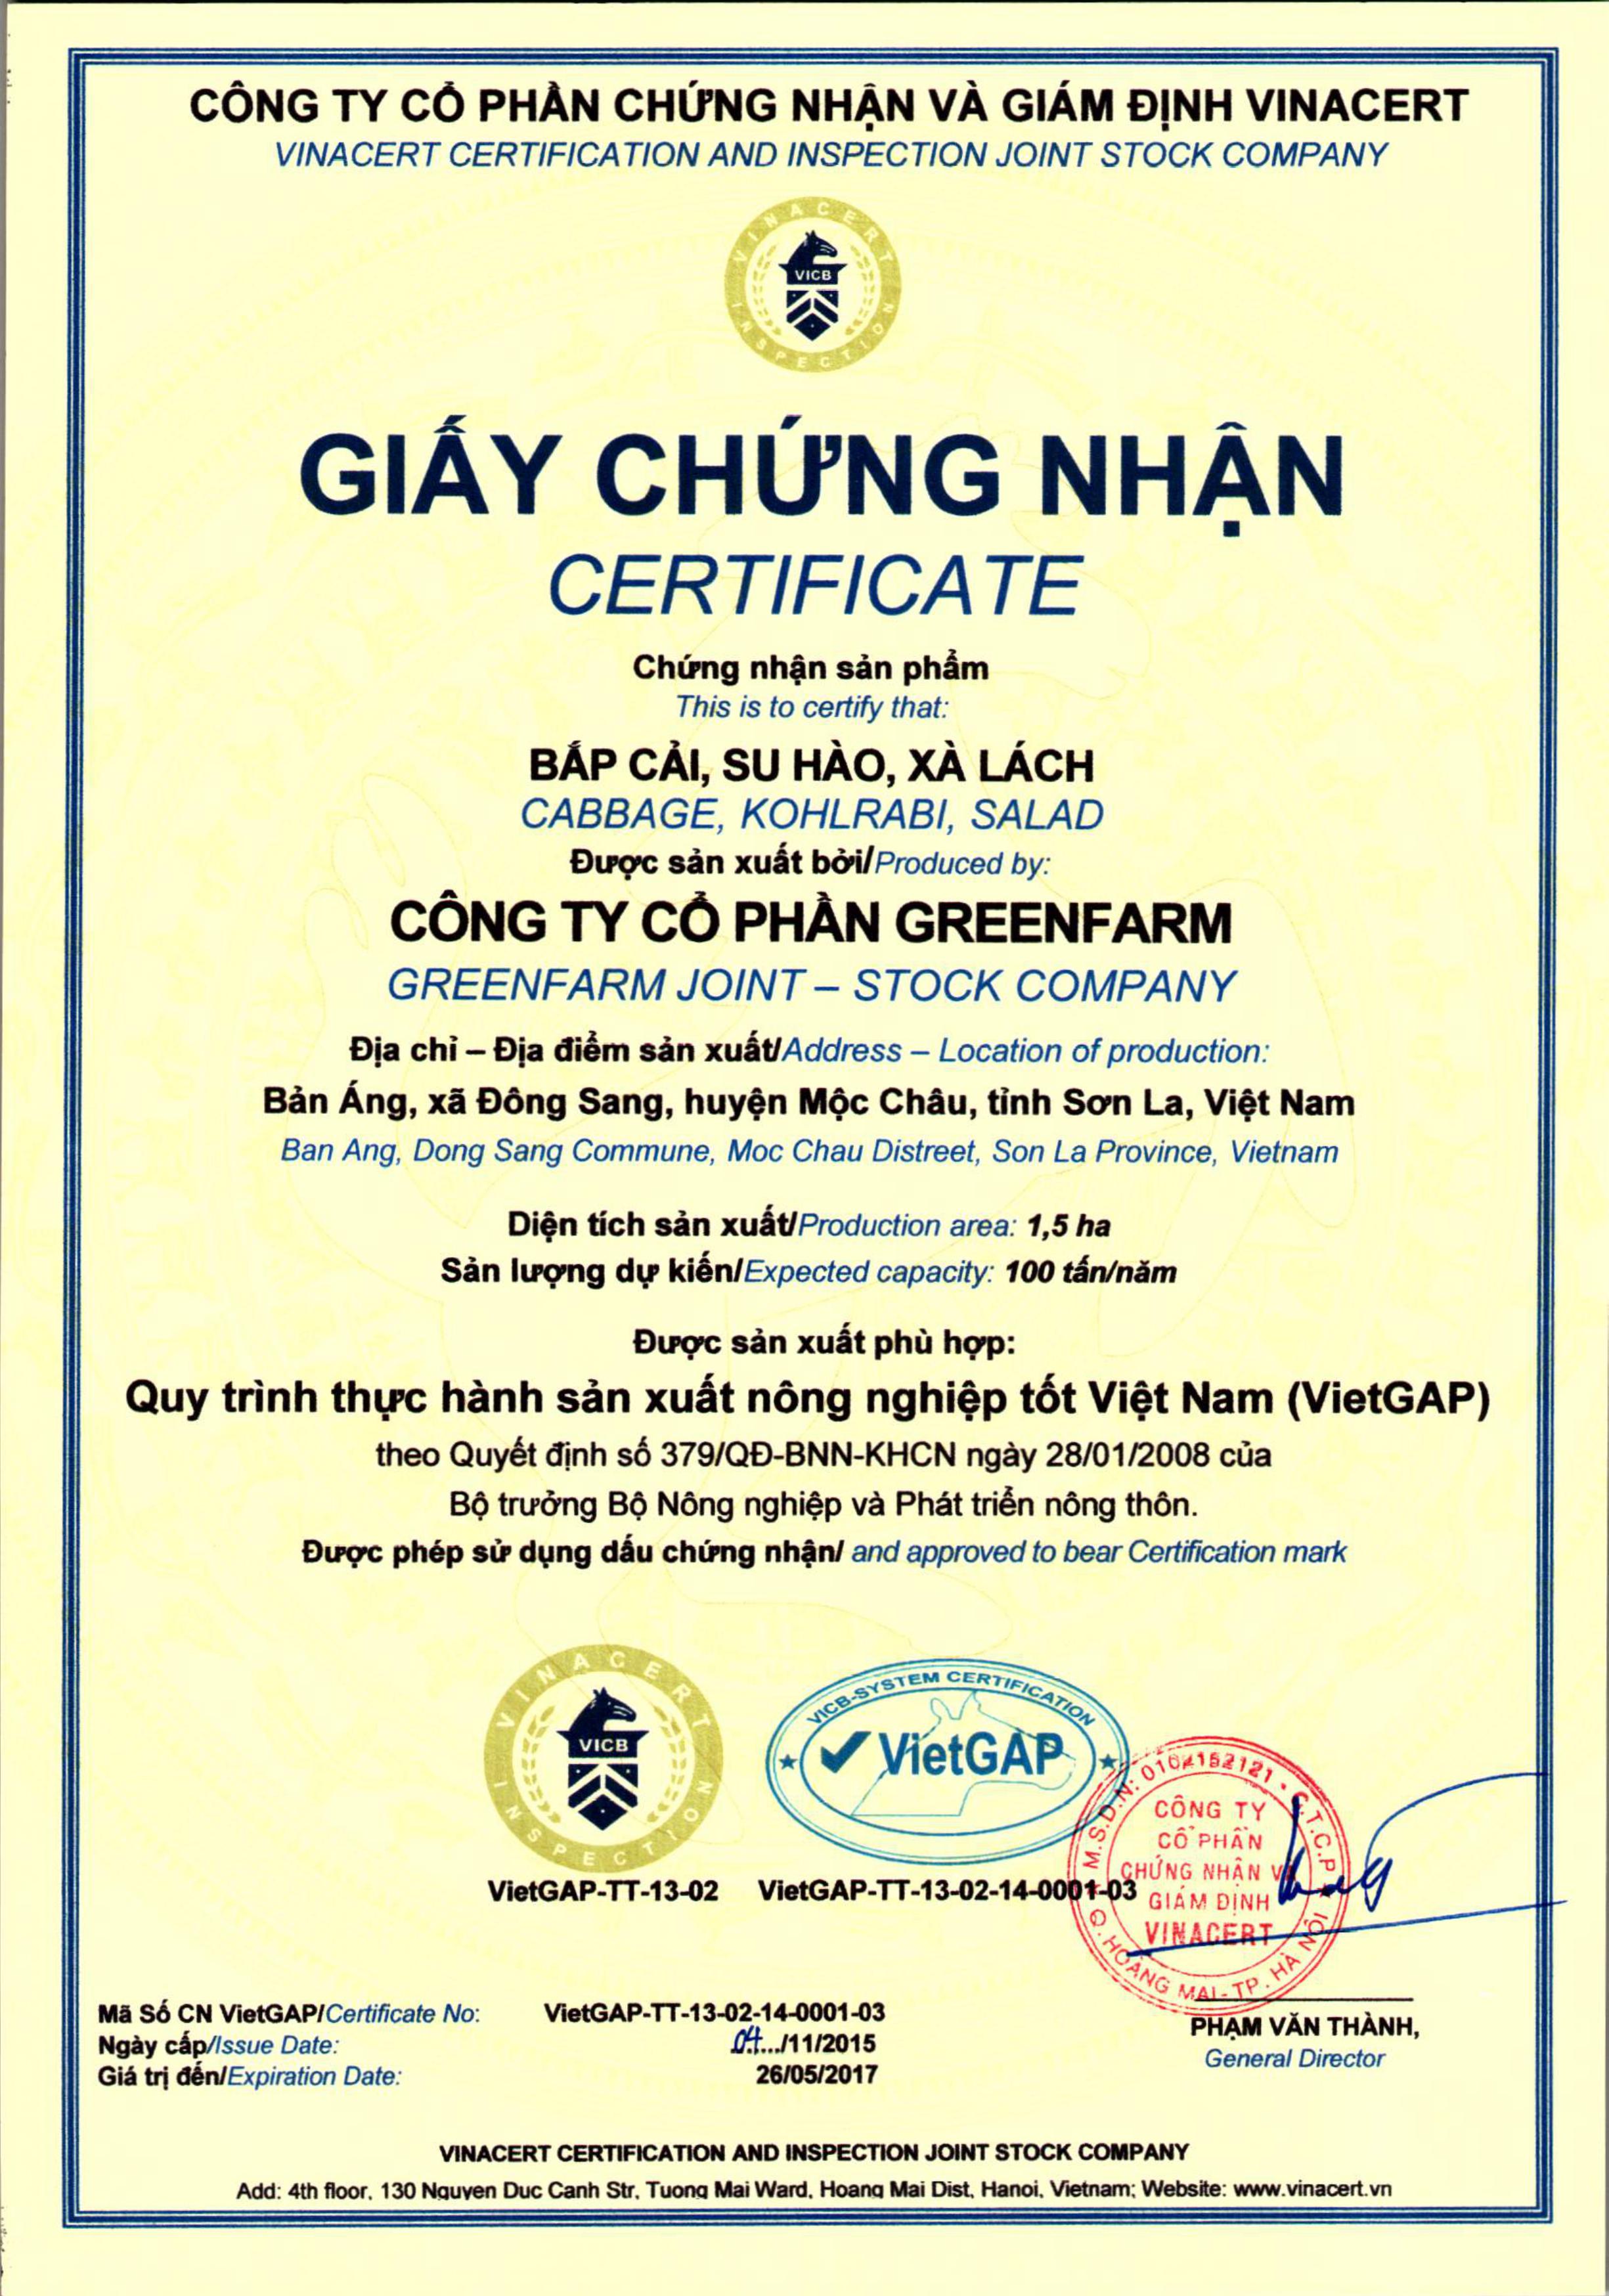 CÔNG TY CỔ PHẦN CHỨNG NHẬN VÀ GIÁM ĐỊNH VINACERT
VINACERT CERTIFICATION AND INSPECTION JOINT STOCK COMPANY
VINACERT
VICB
INSPECTION
GIẤY CHỨNG NHẬN
CERTIFICATE
Chứng nhận sản phẩm
This is to certify that:
BẮP CẢI, SU HÀO, XÀ LÁCH
CABBAGE, KOHLRABI, SALAD
Được sản xuất bởi/Produced by:
CÔNG TY CỔ PHẦN GREENFARM
GREENFARM JOINT – STOCK COMPANY
Địa chỉ – Địa điểm sản xuất/Address – Location of production:
Bản Áng, xã Đông Sang, huyện Mộc Châu, tỉnh Sơn La, Việt Nam
Ban Ang, Dong Sang Commune, Moc Chau Distreet, Son La Province, Vietnam
Diện tích sản xuất/Production area: 1,5 ha
Sản lượng dự kiến/Expected capacity: 100 tấn/năm
Được sản xuất phù hợp:
Quy trình thực hành sản xuất nông nghiệp tốt Việt Nam (VietGAP)
theo Quyết định số 379/QĐ-BNN-KHCN ngày 28/01/2008 của
Bộ trưởng Bộ Nông nghiệp và Phát triển nông thôn.
Được phép sử dụng dấu chứng nhận/ and approved to bear Certification mark
VINACERT
VICB
INSPECTION
VICB-SYSTEM CERTIFICATION
VietGAP
M.S.D.N: 0102152121 - C.T.C.P
CÔNG TY
CỔ PHẦN
CHỨNG NHẬN V
GIÁM ĐỊNH
VINACERT
Q. HOÀNG MAI - TP. HÀ NỘI
VietGAP-TT-13-02 VietGAP-TT-13-02-14-0001-03
Mã Số CN VietGAP/Certificate No: VietGAP-TT-13-02-14-0001-03
Ngày cấp/Issue Date: 04.../11/2015
Giá trị đến/Expiration Date: 26/05/2017
PHẠM VĂN THÀNH,
General Director
VINACERT CERTIFICATION AND INSPECTION JOINT STOCK COMPANY
Add: 4th floor, 130 Nguyen Duc Canh Str, Tuong Mai Ward, Hoang Mai Dist, Hanoi, Vietnam; Website: www.vinacert.vn